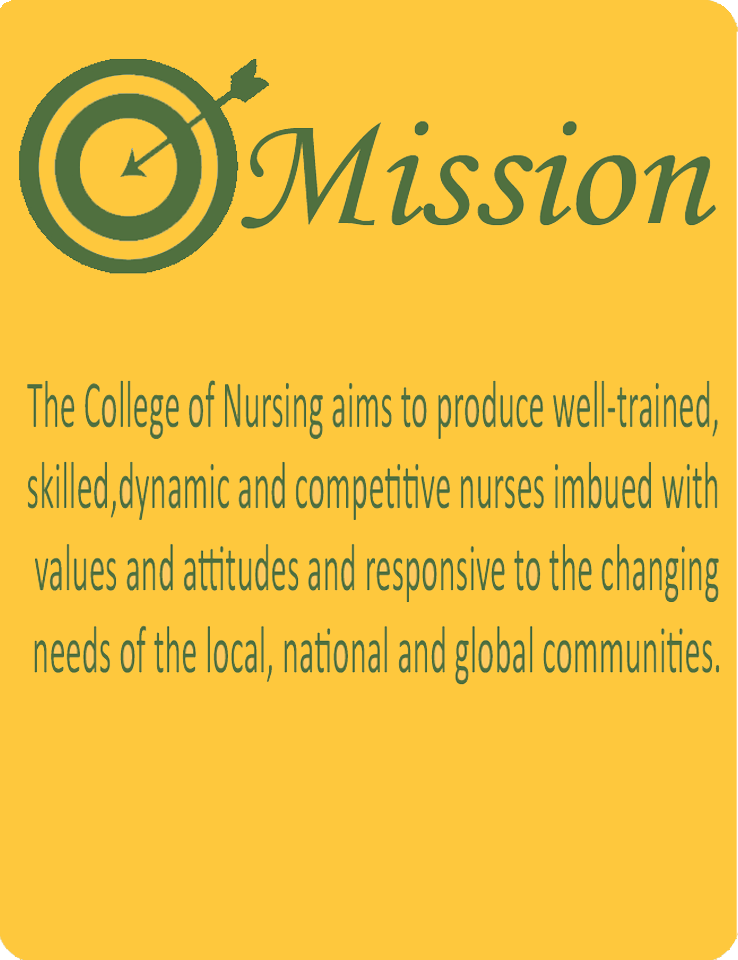 Mission
The College of Nursing aims to produce well-trained,
skilled,dynamic and competitive nurses imbued with
values and attitudes and responsive to the changing
needs of the local, national and global communities.